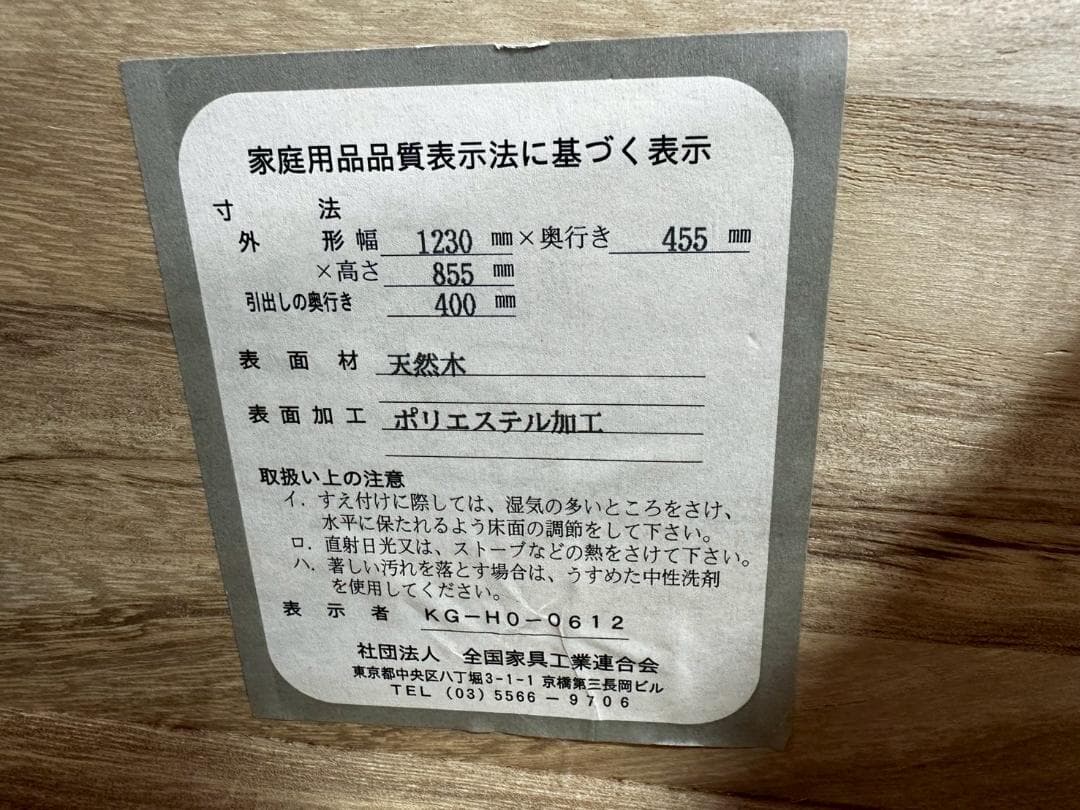 家庭用品品質表示法に基づく表示
寸法
外形幅 1230 mm×奥行き 455 mm
×高さ 855 mm
引出しの奥行き 400 mm
表面材 天然木
表面加工 ポリエステル加工
取扱い上の注意
イ．すえ付けに際しては、湿気の多いところをさけ、
水平に保たれるよう床面の調節をして下さい。
ロ．直射日光又は、ストーブなどの熱をさけて下さい。
ハ．著しい汚れを落とす場合は、うすめた中性洗剤
を使用してください。
表示者 KG-HO-0612
社団法人 全国家具工業連合会
東京都中央区八丁堀3-1-1 京橋第三長岡ビル
TEL (03) 5566-9706